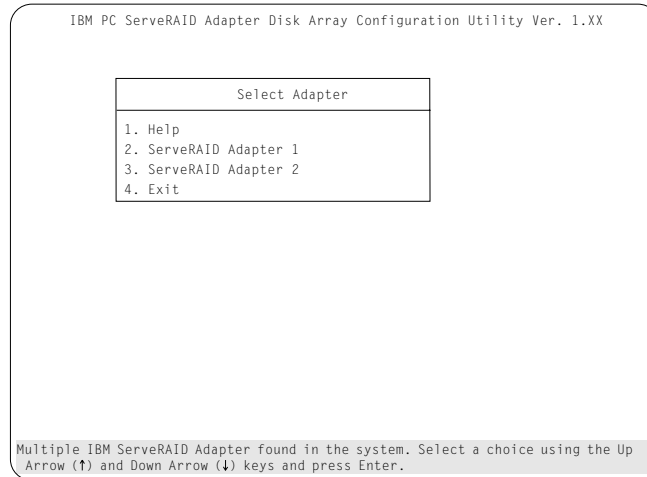 IBM PC ServeRAID Adapter Disk Array Configuration Utility Ver. 1.XX
Select Adapter
1. Help
2. ServeRAID Adapter 1
3. ServeRAID Adapter 2
4. Exit
Multiple IBM ServeRAID Adapter found in the system. Select a choice using the Up
Arrow (↑) and Down Arrow (↓) keys and press Enter.